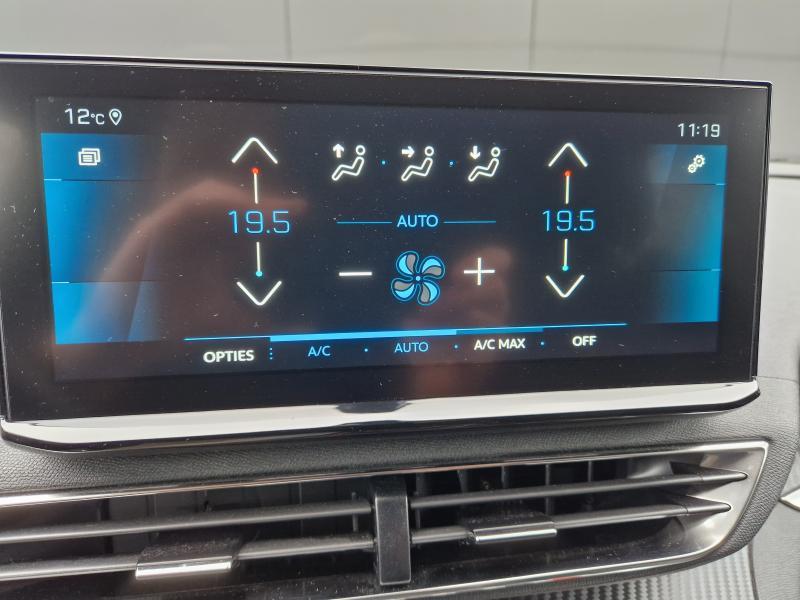 12°C 11:19
19.5 AUTO 19.5
OPTIES A/C AUTO A/C MAX OFF